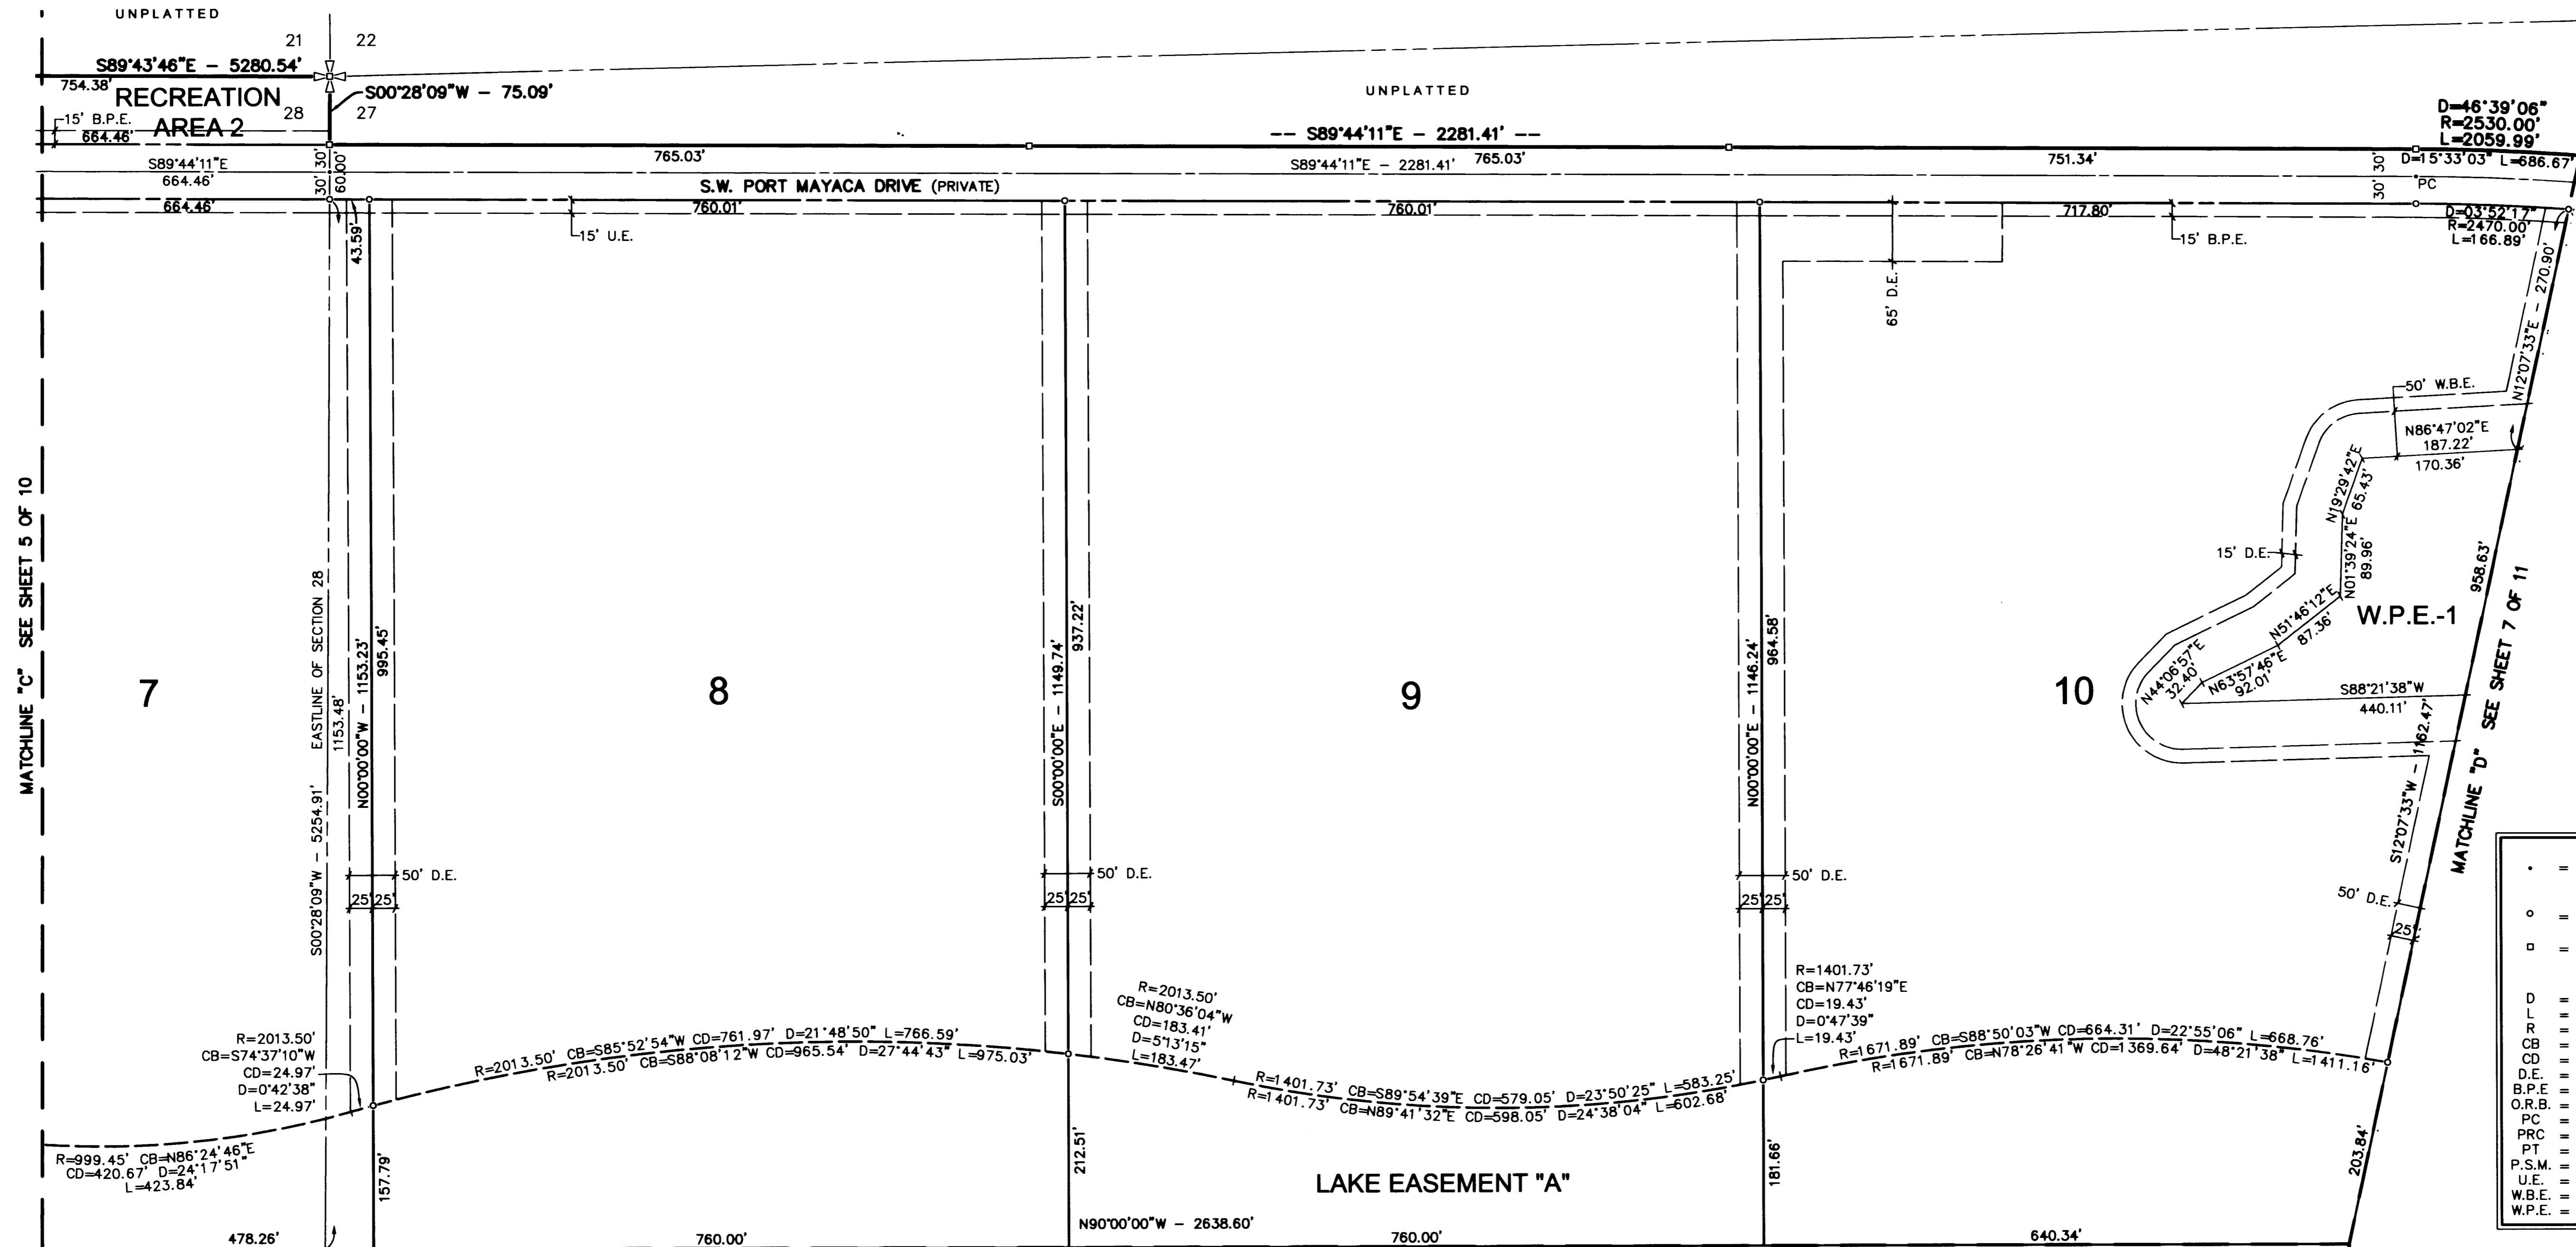 UNPLATTED
21 22
S89°43'46"E - 5280.54'
754.38'
RECREATION
AREA 2
S00°28'09"W - 75.09'
28 27
15' B.P.E.
664.46'
UNPLATTED
-- S89°44'11"E - 2281.41' --
D=46°39'06"
R=2530.00'
L=2059.99'
S89°44'11"E
664.46'
30' 30'
60.00'
765.03'
S89°44'11"E - 2281.41'
765.03'
751.34'
30' 30'
D=15°33'03" L=686.67'
PC
S.W. PORT MAYACA DRIVE (PRIVATE)
664.46'
43.59'
760.01'
760.01'
717.80'
D=03°52'17"
R=2470.00'
L=166.89'
15' U.E.
15' B.P.E.
65' D.E.
N12°07'33"E - 270.90'
50' W.B.E.
N86°47'02"E
187.22'
170.36'
N19°29'42"E
65.43'
N01°39'24"E
89.96'
N51°46'12"E
87.36'
N63°57'46"E
92.01'
N44°06'57"E
32.40'
15' D.E.
W.P.E.-1
S88°21'38"W
440.11'
958.63'
S12°07'33"W - 1162.47'
MATCHLINE "D" SEE SHEET 7 OF 11
MATCHLINE "C" SEE SHEET 5 OF 10
7
8
9
10
S00°28'09"W - 5254.91' EASTLINE OF SECTION 28
1153.48'
N00°00'00"W - 1153.23'
995.45'
S00°00'00"E - 1149.74'
937.22'
N00°00'00"E - 1146.24'
964.58'
50' D.E.
25' 25'
50' D.E.
25' 25'
50' D.E.
25' 25'
50' D.E.
25'
R=2013.50'
CB=S74°37'10"W
CD=24.97'
D=0°42'38"
L=24.97'
R=2013.50' CB=S85°52'54"W CD=761.97' D=21°48'50" L=766.59'
R=2013.50' CB=S88°08'12"W CD=965.54' D=27°44'43" L=975.03'
R=2013.50'
CB=N80°36'04"W
CD=183.41'
D=5°13'15"
L=183.47'
R=1401.73' CB=S89°54'39"E CD=579.05' D=23°50'25" L=583.25'
R=1401.73' CB=N89°41'32"E CD=598.05' D=24°38'04" L=602.68'
R=1401.73'
CB=N77°46'19"E
CD=19.43'
D=0°47'39"
L=19.43'
R=1671.89' CB=S88°50'03"W CD=664.31' D=22°55'06" L=668.76'
R=1671.89' CB=N78°26'41"W CD=1369.64' D=48°21'38" L=1411.16'
R=999.45' CB=N86°24'46"E
CD=420.67' D=24°17'51"
L=423.84'
157.79'
212.51'
181.66'
203.84'
LAKE EASEMENT "A"
N90°00'00"W - 2638.60'
478.26'
760.00'
760.00'
640.34'
=
=
=
D =
L =
R =
CB =
CD =
D.E. =
B.P.E =
O.R.B. =
PC =
PRC =
PT =
P.S.M. =
U.E. =
W.B.E. =
W.P.E. =